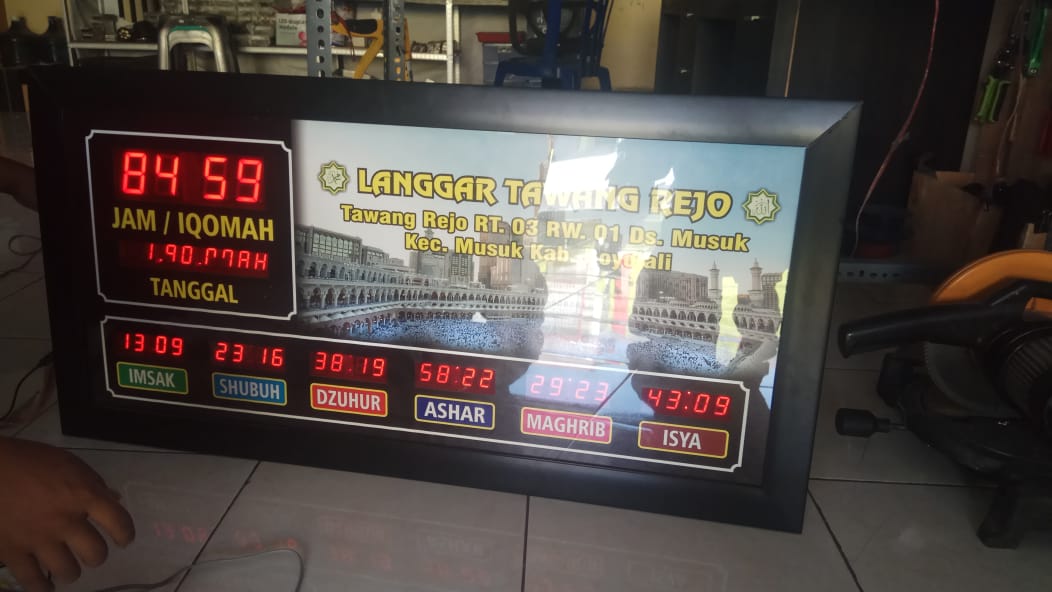 84 59
JAM / IQOMAH
TANGGAL
LANGGAR TAWANG REJO
Tawang Rejo RT. 03 RW. 01 Ds. Musuk
Kec. Musuk Kab.
13 09
23 16
38:19
58:22
29:23
43:09
IMSAK
SHUBUH
DZUHUR
ASHAR
MAGHRIB
ISYA